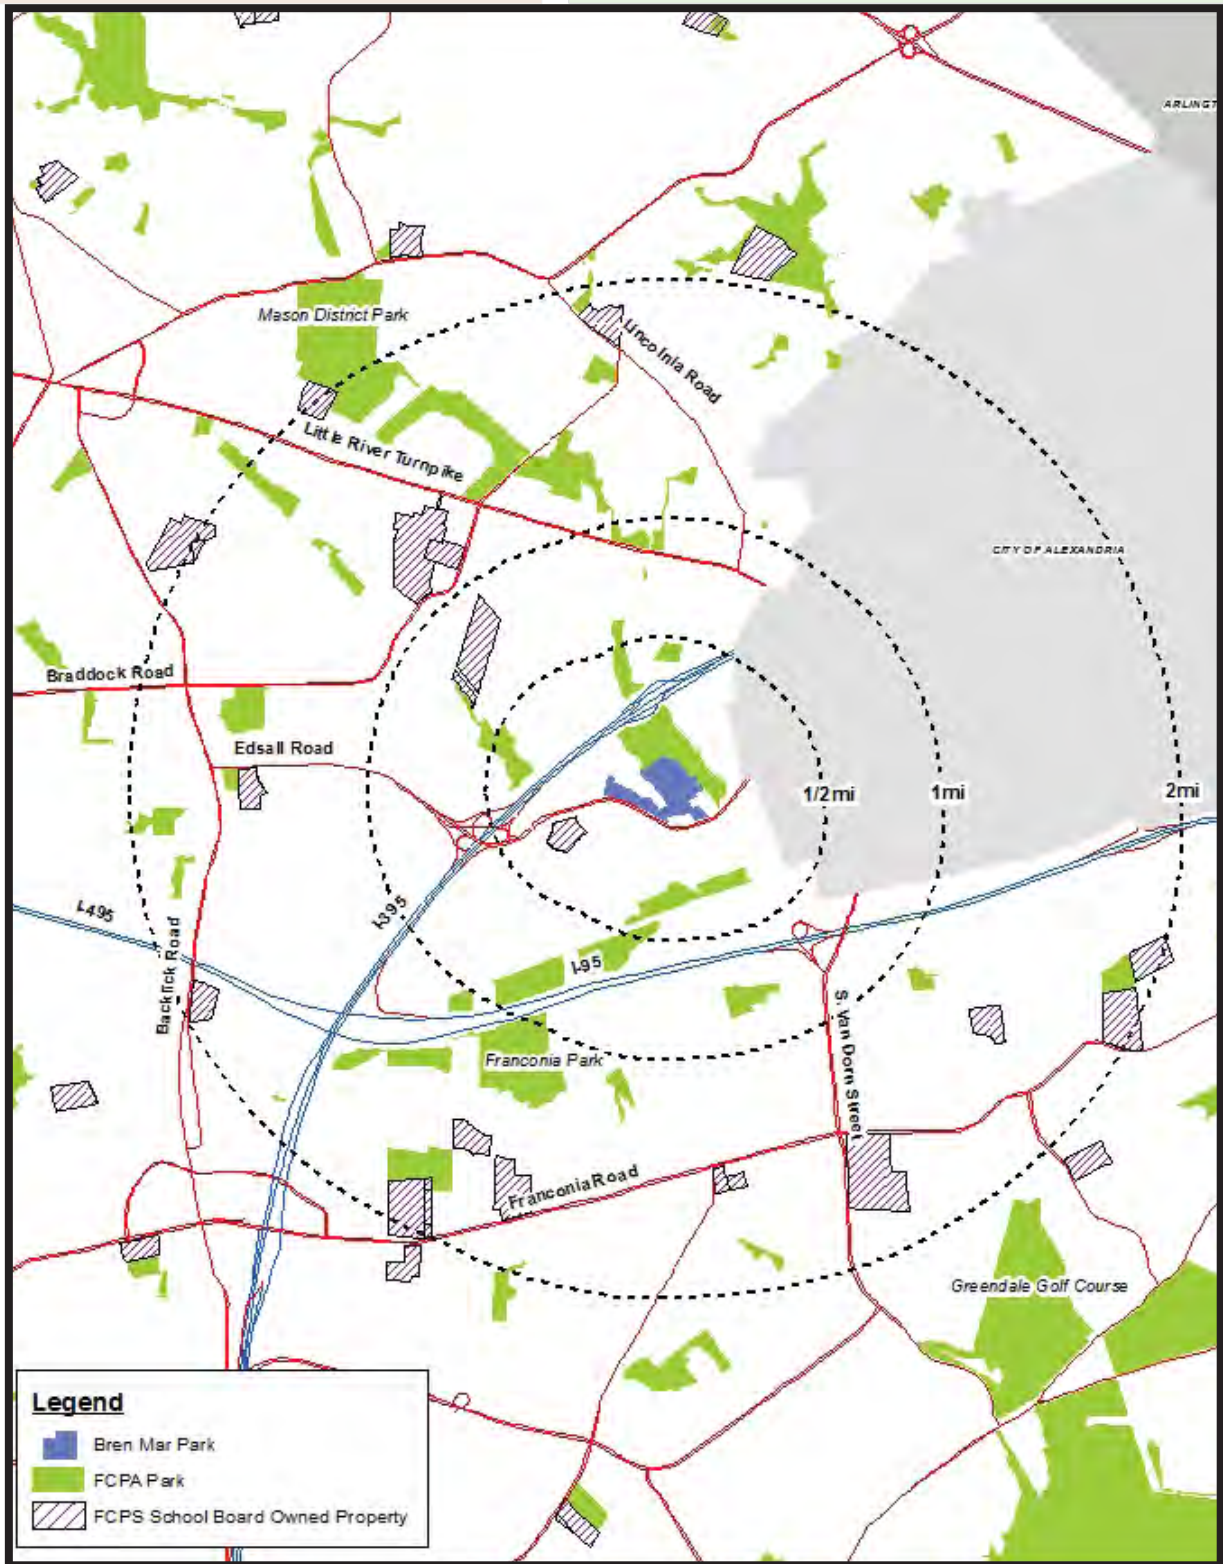 ARLINGT
Mason District Park
Lincolnla Road
Little River Turnpike
CITY OF ALEXANDRIA
Braddock Road
Edsall Road
1/2mi
1mi
2mi
I-495
I-395
Backlick Road
I-95
S. Van Dorn Street
Franconia Park
Franconia Road
Greendale Golf Course
Legend
Bren Mar Park
FCPA Park
FCPS School Board Owned Property